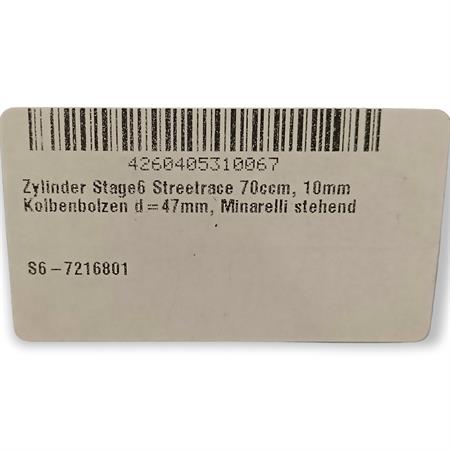 4260405310067
Zylinder Stage6 Streetrace 70ccm, 10mm
Kolbenbolzen d=47mm, Minarelli stehend
S6-7216801